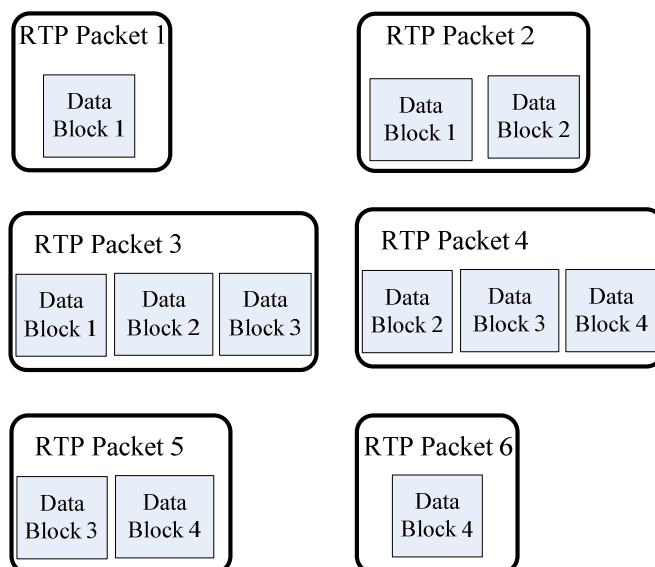 RTP Packet 1
Data
Block 1
RTP Packet 2
Data
Block 1
Data
Block 2
RTP Packet 3
Data
Block 1
Data
Block 2
Data
Block 3
RTP Packet 4
Data
Block 2
Data
Block 3
Data
Block 4
RTP Packet 5
Data
Block 3
Data
Block 4
RTP Packet 6
Data
Block 4